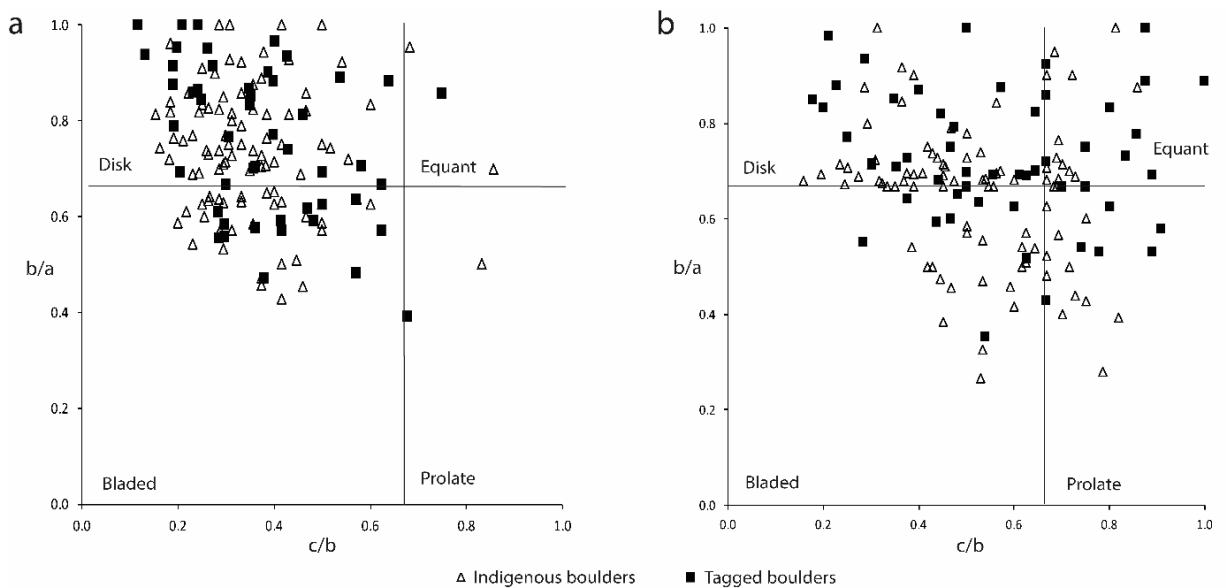 a
1.0
0.8
Disk
Equant
0.6
b/a
0.4
0.2
Bladed
Prolate
0.0
0.0 0.2 0.4 0.6 0.8 1.0
c/b
b
1.0
0.8
Disk
Equant
0.6
b/a
0.4
0.2
Bladed
Prolate
0.0
0.0 0.2 0.4 0.6 0.8 1.0
c/b
Indigenous boulders Tagged boulders